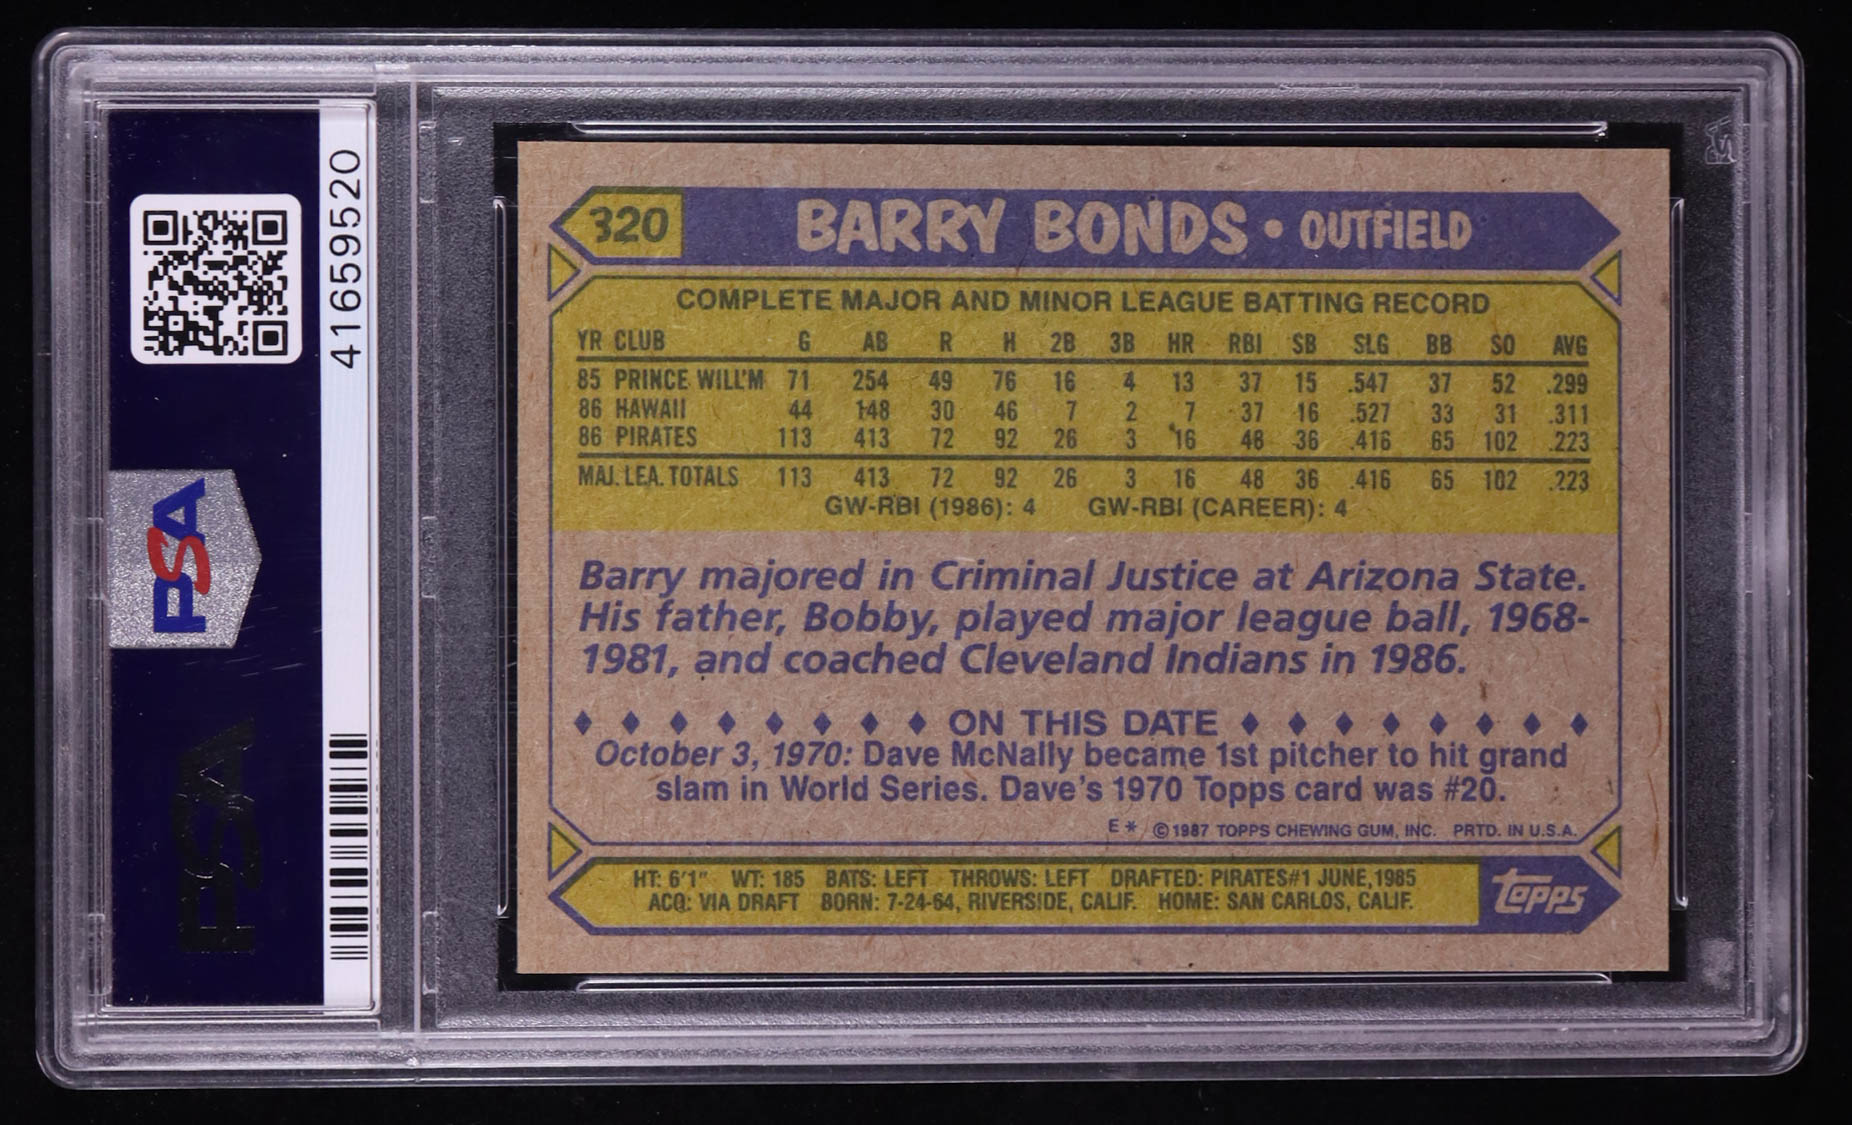 41659520
PSA
PSA
320 BARRY BONDS • OUTFIELD
COMPLETE MAJOR AND MINOR LEAGUE BATTING RECORD
YR CLUB G AB R H 2B 3B HR RBI SB SLG BB SO AVG
85 PRINCE WILL'M 71 254 49 76 16 4 13 37 15 .547 37 52 .299
86 HAWAII 44 148 30 46 7 2 7 37 16 .527 33 31 .311
86 PIRATES 113 413 72 92 26 3 16 48 36 .416 65 102 .223
MAJ. LEA. TOTALS 113 413 72 92 26 3 16 48 36 .416 65 102 .223
GW-RBI (1986): 4 GW-RBI (CAREER): 4
Barry majored in Criminal Justice at Arizona State.
His father, Bobby, played major league ball, 1968-
1981, and coached Cleveland Indians in 1986.
♦ ♦ ♦ ♦ ♦ ♦ ♦ ♦ ON THIS DATE ♦ ♦ ♦ ♦ ♦ ♦ ♦ ♦
October 3, 1970: Dave McNally became 1st pitcher to hit grand
slam in World Series. Dave's 1970 Topps card was #20.
E* ©1987 TOPPS CHEWING GUM, INC. PRTD. IN U.S.A.
HT: 6'1" WT: 185 BATS: LEFT THROWS: LEFT DRAFTED: PIRATES#1 JUNE,1985
ACQ: VIA DRAFT BORN: 7-24-64, RIVERSIDE, CALIF. HOME: SAN CARLOS, CALIF.
topps